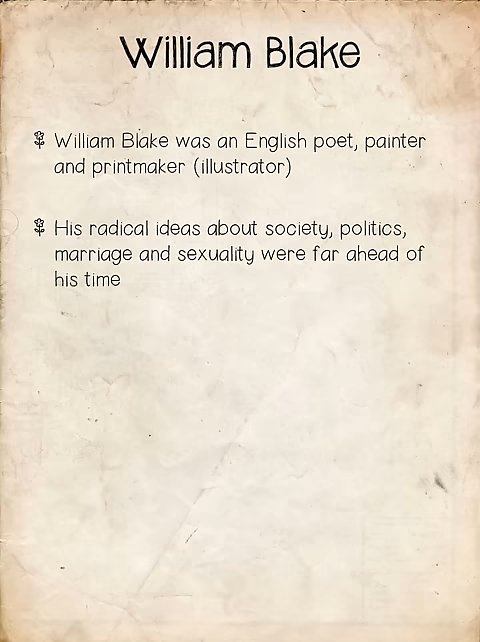 William Blake
William Blake was an English poet, painter
and printmaker (illustrator)
His radical ideas about society, politics,
marriage and sexuality were far ahead of
his time